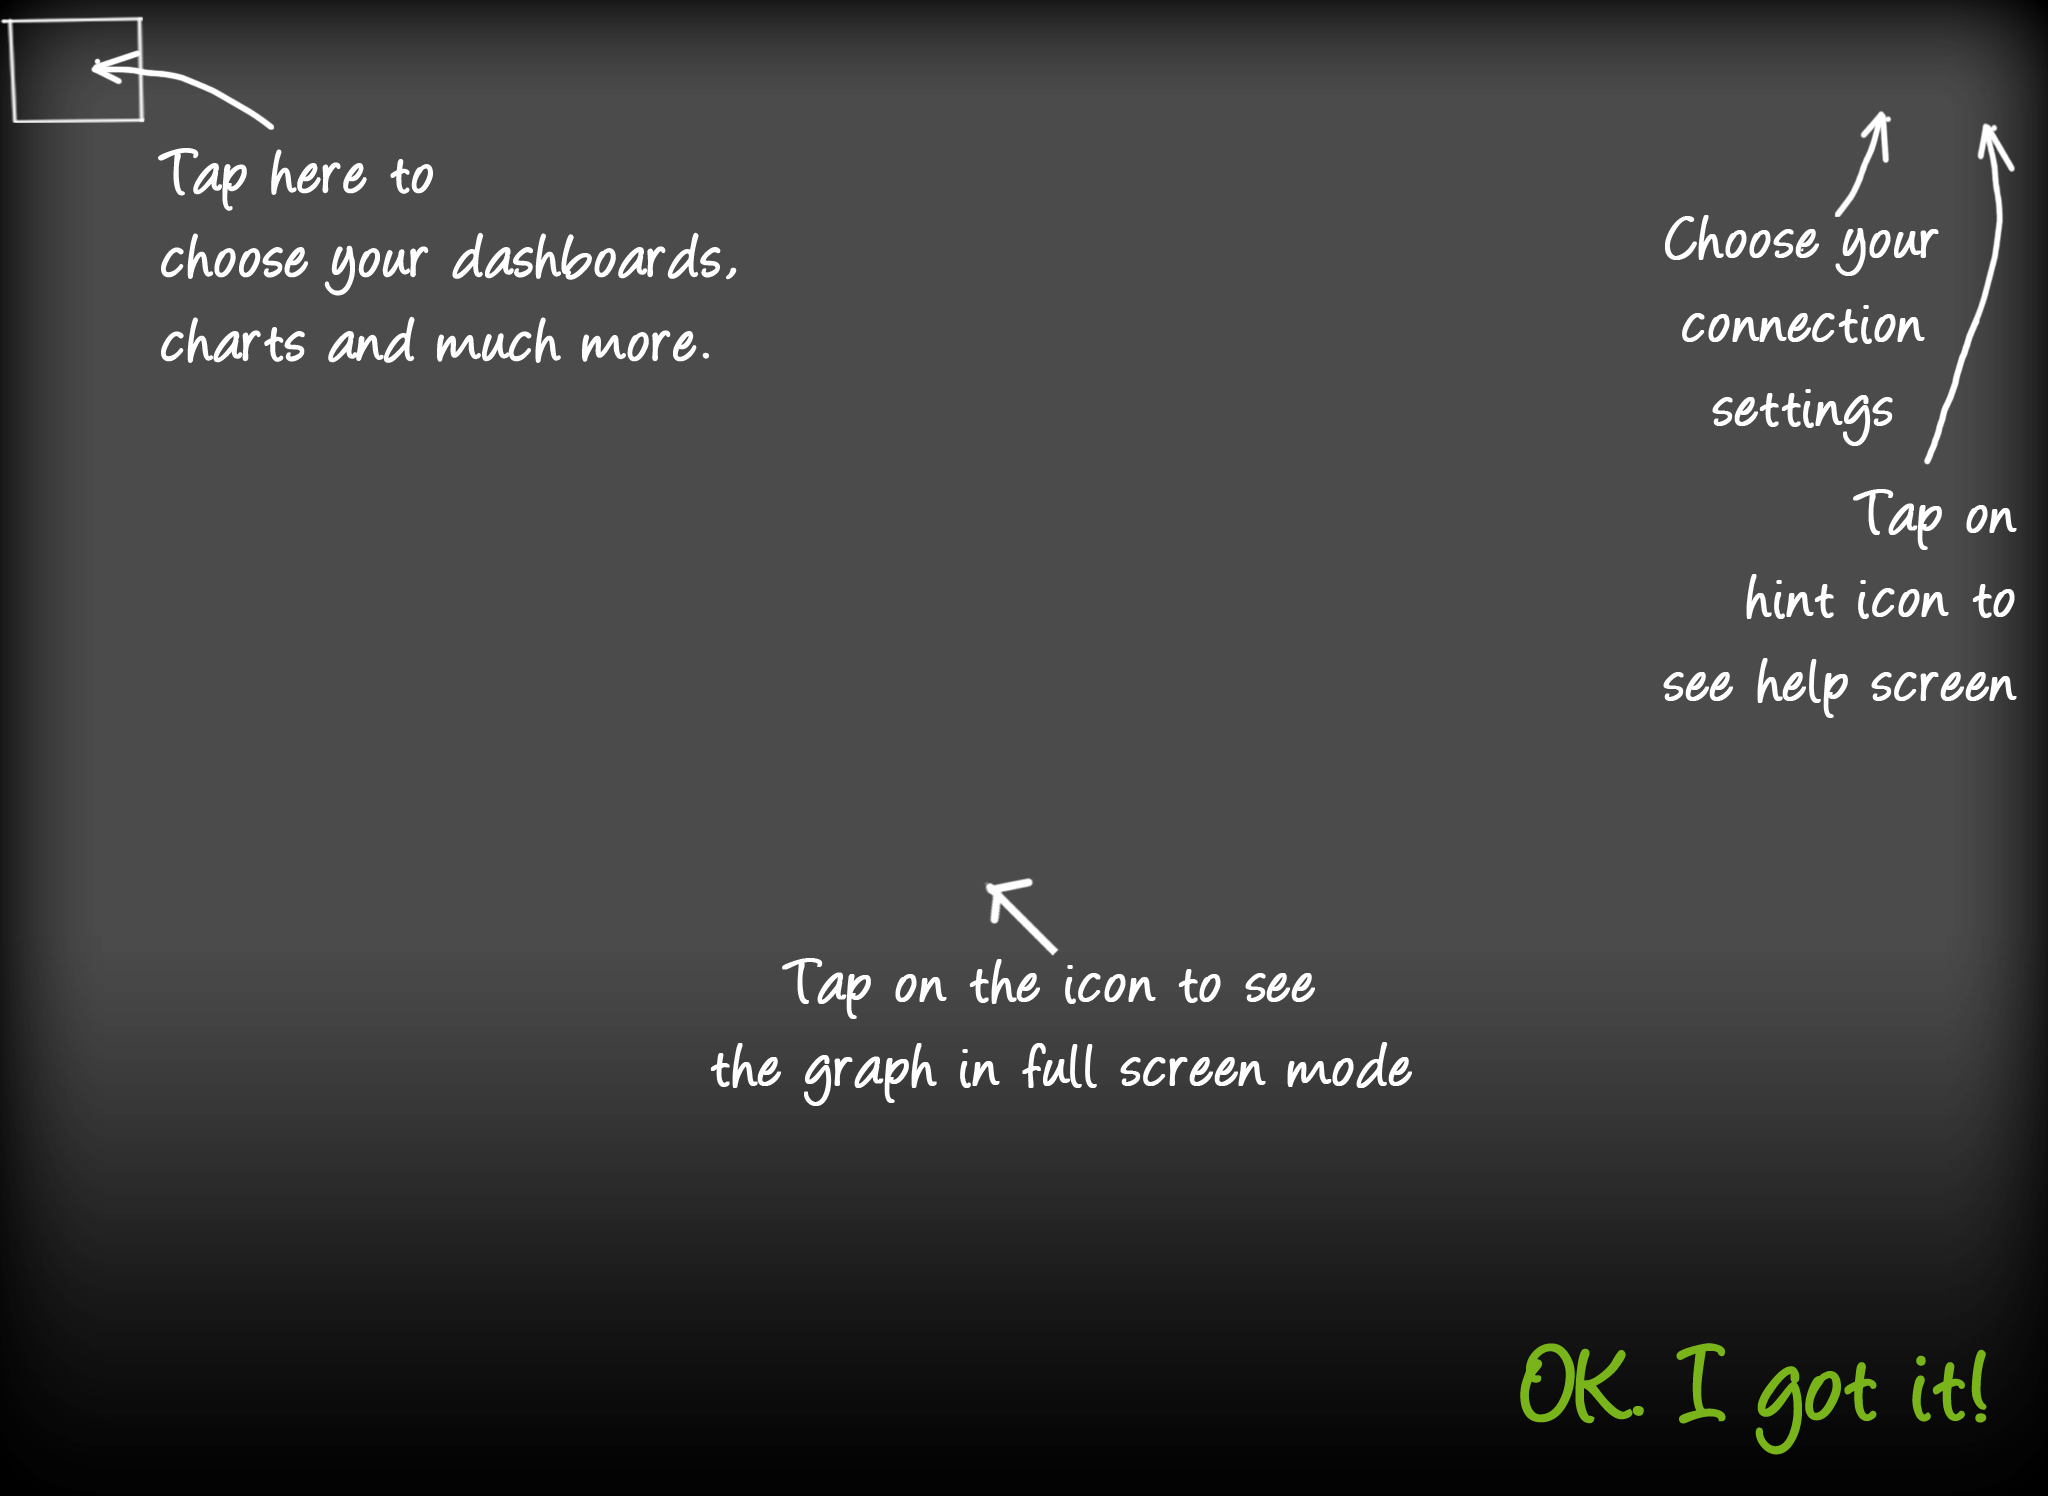 Tap here to
choose your dashboards,
charts and much more.
Choose your
connection
settings
Tap on
hint icon to
see help screen
Tap on the icon to see
the graph in full screen mode
OK. I got it!